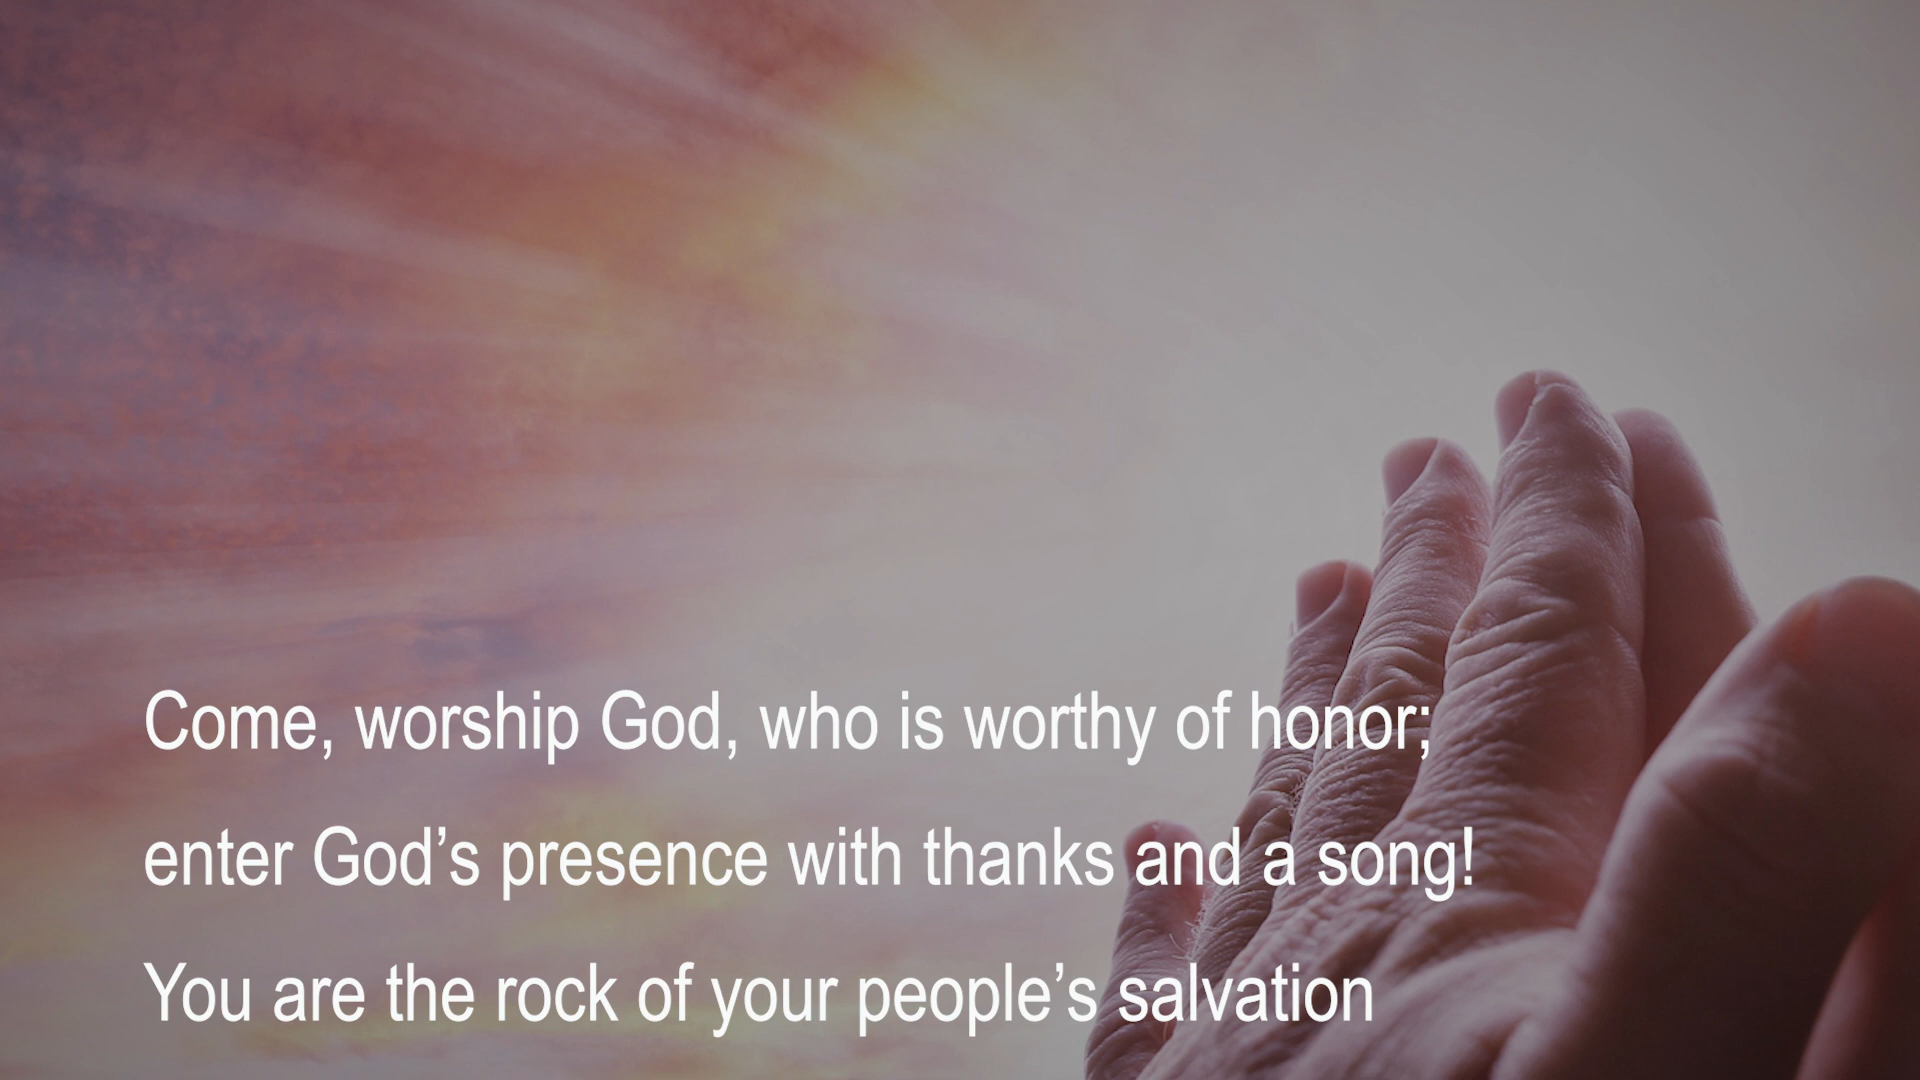 Come, worship God, who is worthy of honor;
enter God’s presence with thanks and a song!
You are the rock of your people’s salvation